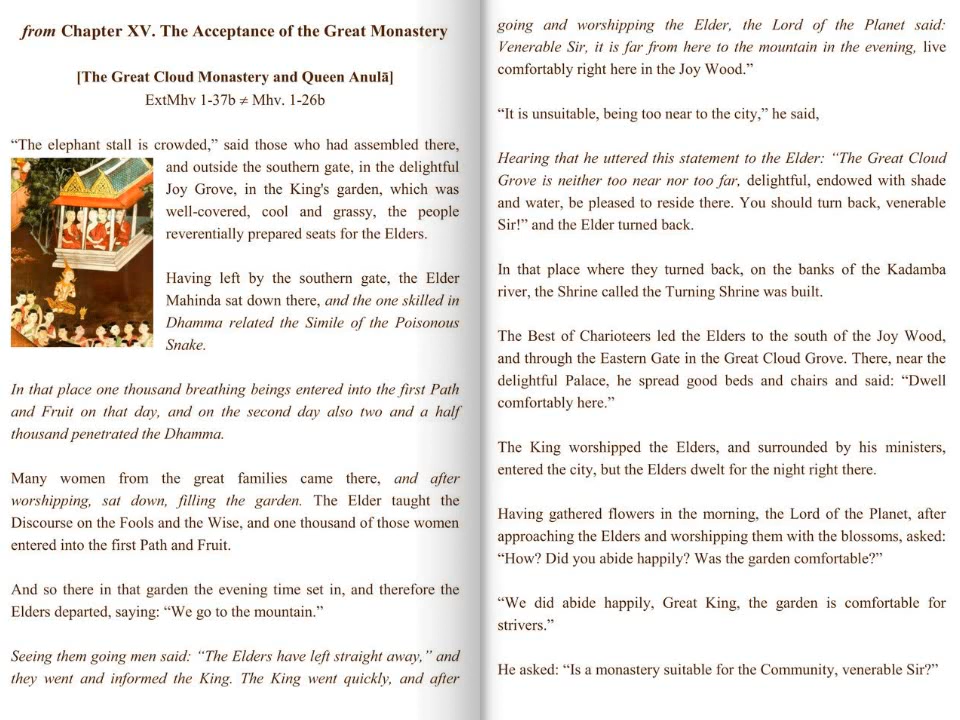 from Chapter XV. The Acceptance of the Great Monastery
[The Great Cloud Monastery and Queen Anulā]
ExtMhv 1-37b ≠ Mhv. 1-26b
“The elephant stall is crowded,” said those who had assembled there,
and outside the southern gate, in the delightful
Joy Grove, in the King's garden, which was
well-covered, cool and grassy, the people
reverentially prepared seats for the Elders.
Having left by the southern gate, the Elder
Mahinda sat down there, and the one skilled in
Dhamma related the Simile of the Poisonous
Snake.
In that place one thousand breathing beings entered into the first Path
and Fruit on that day, and on the second day also two and a half
thousand penetrated the Dhamma.
Many women from the great families came there, and after
worshipping, sat down, filling the garden. The Elder taught the
Discourse on the Fools and the Wise, and one thousand of those women
entered into the first Path and Fruit.
And so there in that garden the evening time set in, and therefore the
Elders departed, saying: “We go to the mountain.”
Seeing them going men said: “The Elders have left straight away,” and
they went and informed the King. The King went quickly, and after
going and worshipping the Elder, the Lord of the Planet said:
Venerable Sir, it is far from here to the mountain in the evening, live
comfortably right here in the Joy Wood.”
“It is unsuitable, being too near to the city,” he said,
Hearing that he uttered this statement to the Elder: “The Great Cloud
Grove is neither too near nor too far, delightful, endowed with shade
and water, be pleased to reside there. You should turn back, venerable
Sir!” and the Elder turned back.
In that place where they turned back, on the banks of the Kadamba
river, the Shrine called the Turning Shrine was built.
The Best of Charioteers led the Elders to the south of the Joy Wood,
and through the Eastern Gate in the Great Cloud Grove. There, near the
delightful Palace, he spread good beds and chairs and said: “Dwell
comfortably here.”
The King worshipped the Elders, and surrounded by his ministers,
entered the city, but the Elders dwelt for the night right there.
Having gathered flowers in the morning, the Lord of the Planet, after
approaching the Elders and worshipping them with the blossoms, asked:
“How? Did you abide happily? Was the garden comfortable?”
“We did abide happily, Great King, the garden is comfortable for
strivers.”
He asked: “Is a monastery suitable for the Community, venerable Sir?”